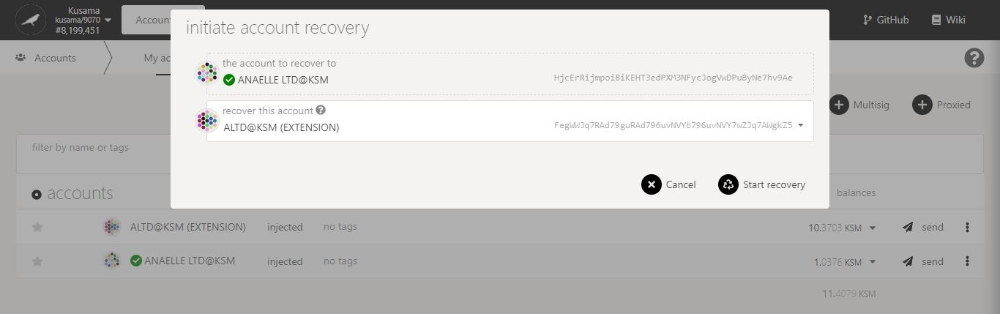 Kusama
kusama/9070
#8,199,451
Accoun
GitHub
Wiki
initiate account recovery
Accounts
My ac
the account to recover to
ANAELLE LTD@KSM
HjcErRijmpoiBiKEHT3edPXM3NFycJogVwDPuByNe7hv9Ae
recover this account
ALTD@KSM (EXTENSION)
FegWWJq7RAd79guRAd796uvNVYb796uvNVY7wZJq7AWgkZ5
Multisig
Proxied
filter by name or tags
Cancel
Start recovery
accounts
balances
ALTD@KSM (EXTENSION) injected no tags 10.3703 KSM send
ANAELLE LTD@KSM injected no tags 1.0376 KSM send
11.4079 KSM